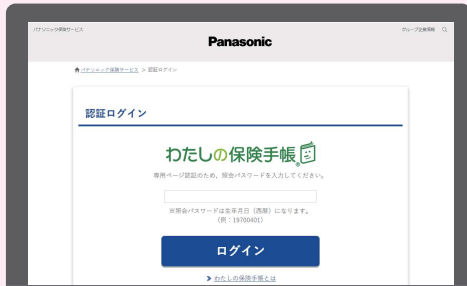 パナソニック保険サービス
グループ企業情報
Panasonic
パナソニック保険サービス > 認証ログイン
認証ログイン
わたしの保険手帳®
専用ページ認証のため、照会パスワードを入力してください。
※照会パスワードは生年月日（西暦）になります。
（例：19700401）
ログイン
わたしの保険手帳とは